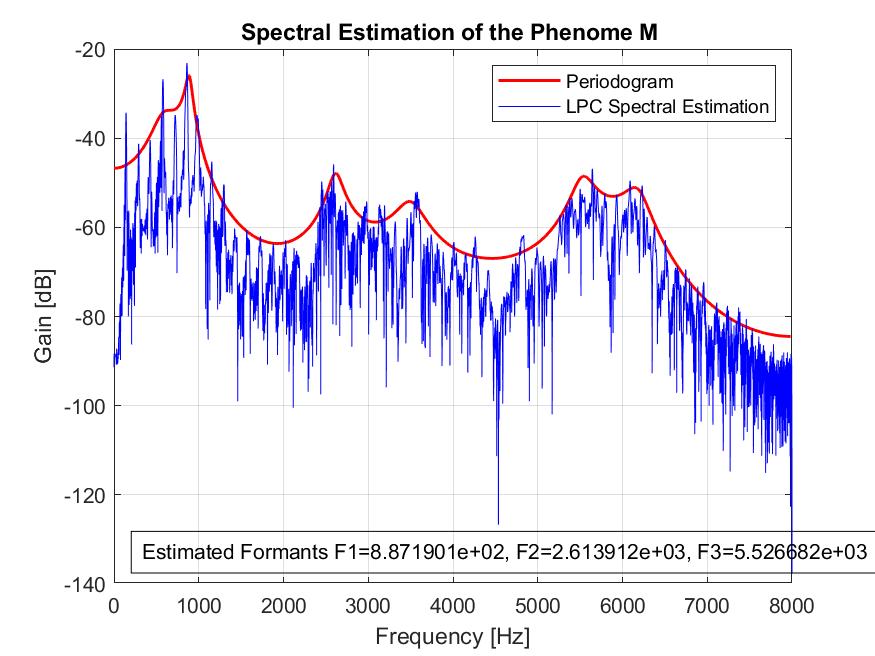 Spectral Estimation of the Phenome M
Periodogram
LPC Spectral Estimation
Gain [dB]
-20
-40
-60
-80
-100
-120
-140
Estimated Formants F1=8.871901e+02, F2=2.613912e+03, F3=5.526682e+03
0 1000 2000 3000 4000 5000 6000 7000 8000
Frequency [Hz]